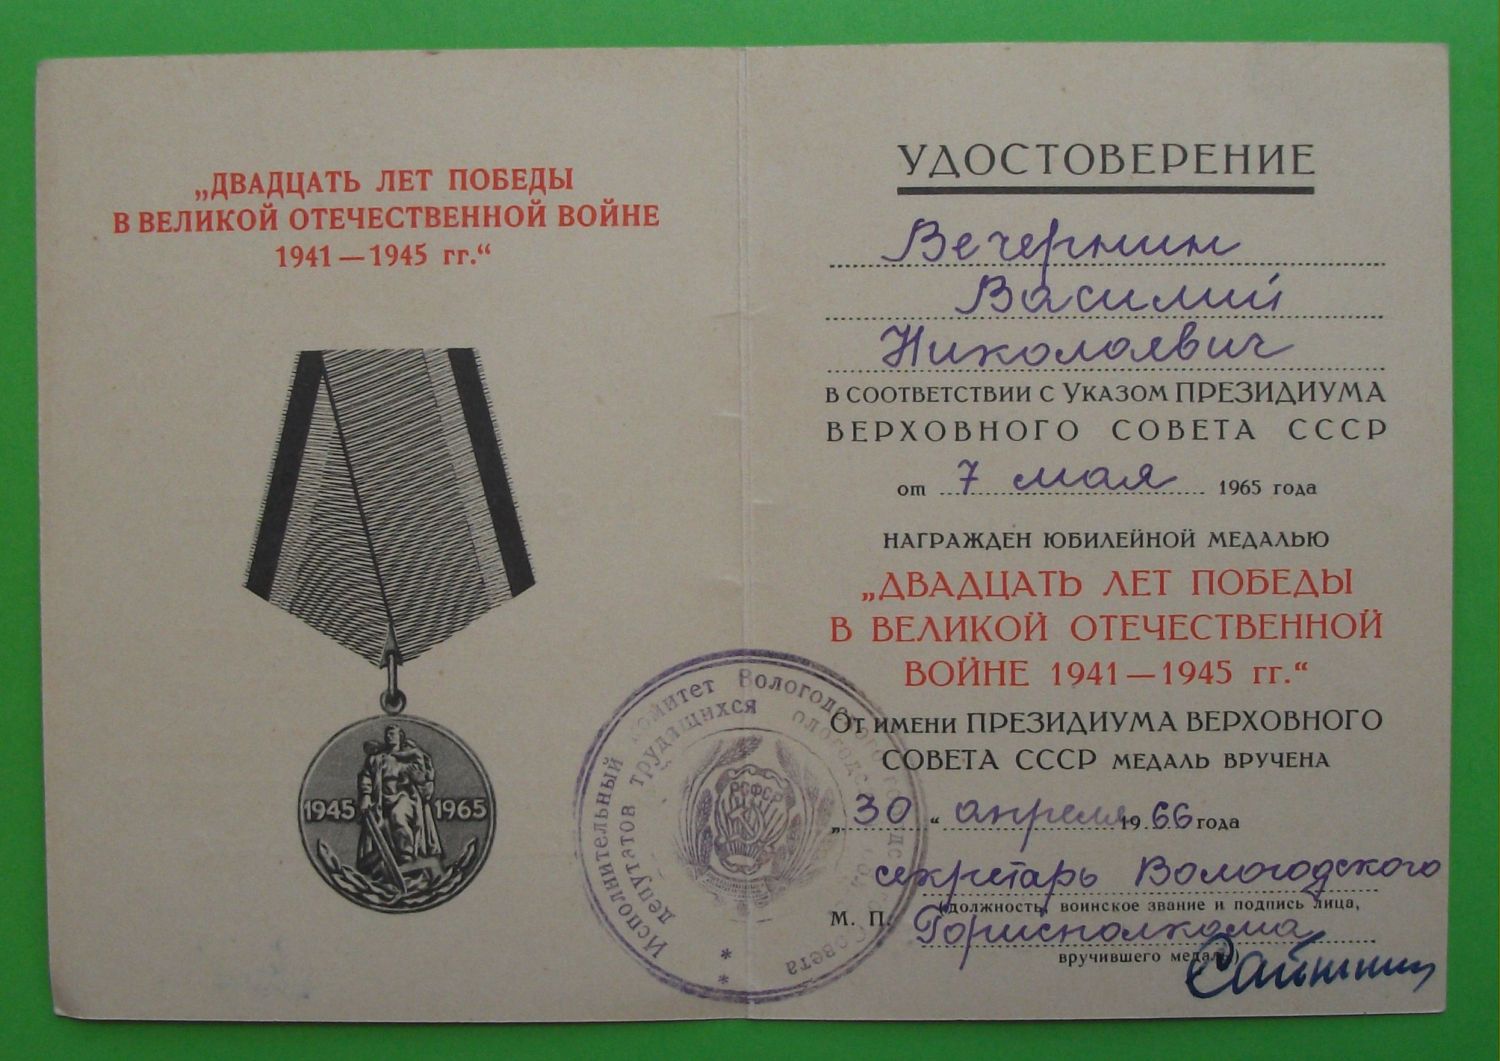 „ДВАДЦАТЬ ЛЕТ ПОБЕДЫ
В ВЕЛИКОЙ ОТЕЧЕСТВЕННОЙ ВОЙНЕ
1941—1945 гг.“
1945 1965
УДОСТОВЕРЕНИЕ
Вечернин
Василий
Николаевич
В СООТВЕТСТВИИ С УКАЗОМ ПРЕЗИДИУМА
ВЕРХОВНОГО СОВЕТА СССР
от 7 мая 1965 года
НАГРАЖДЕН ЮБИЛЕЙНОЙ МЕДАЛЬЮ
„ДВАДЦАТЬ ЛЕТ ПОБЕДЫ
В ВЕЛИКОЙ ОТЕЧЕСТВЕННОЙ
ВОЙНЕ 1941—1945 гг.“
ОТ ИМЕНИ ПРЕЗИДИУМА ВЕРХОВНОГО
СОВЕТА СССР МЕДАЛЬ ВРУЧЕНА
„30“ апреля 1966 года
секретарь Вологодского
(должность, воинское звание и подпись лица,
М. П. Горисполкома
вручившего медаль)
Исполнительный комитет Вологодского городского Совета
депутатов трудящихся
РСФСР